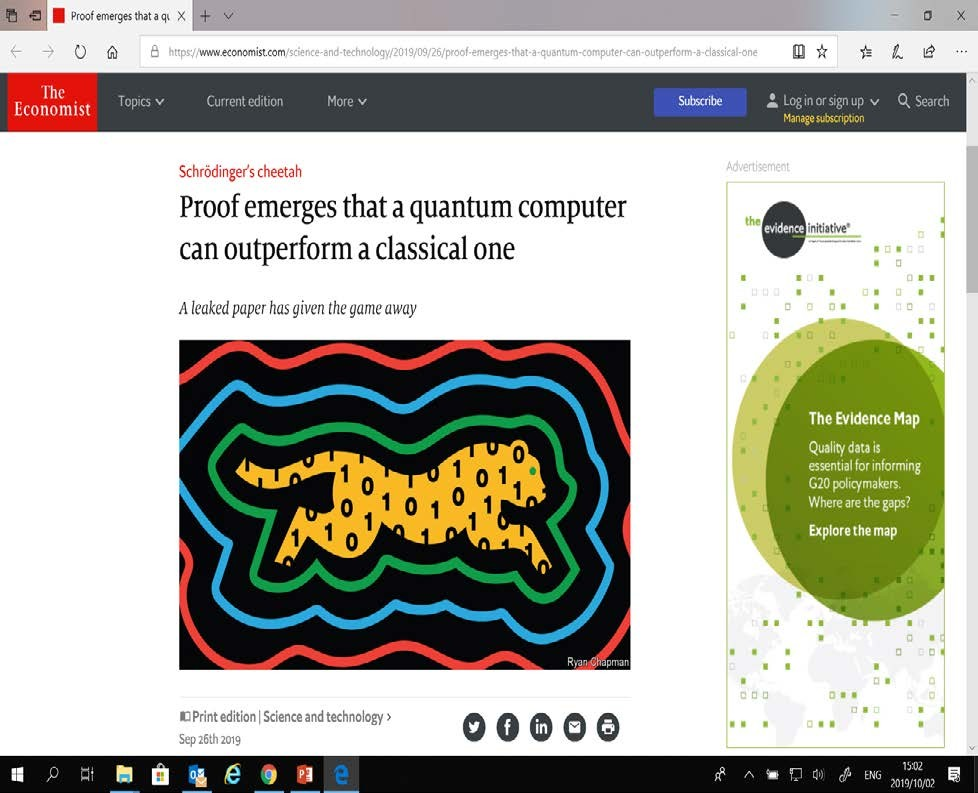 Proof emerges that a qu
https://www.economist.com/science-and-technology/2019/09/26/proof-emerges-that-a-quantum-computer-can-outperform-a-classical-one
The
Economist
Topics
Current edition
More
Subscribe
Log in or sign up
Manage subscription
Search
Schrödinger's cheetah
Proof emerges that a quantum computer
can outperform a classical one
A leaked paper has given the game away
Ryan Chapman
Print edition | Science and technology
Sep 26th 2019
Advertisement
the evidence initiative®
The Evidence Map
Quality data is
essential for informing
G20 policymakers.
Where are the gaps?
Explore the map
ENG
15:02
2019/10/02